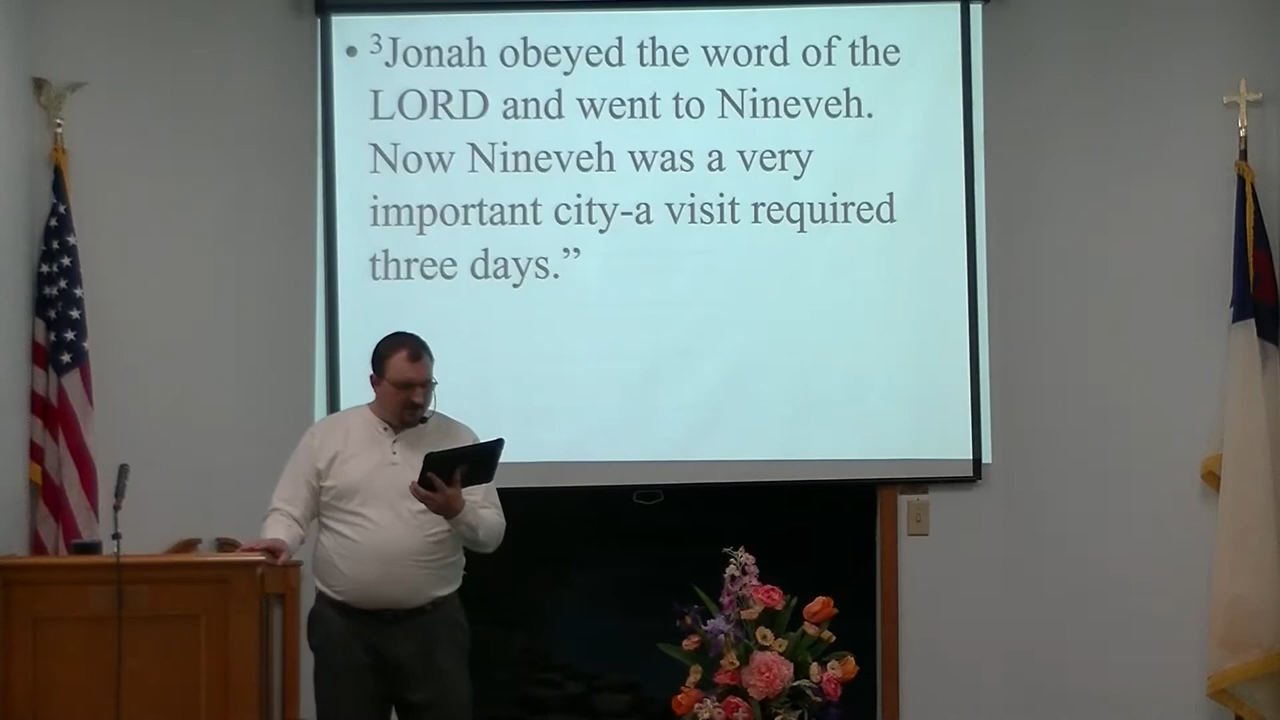 • ³Jonah obeyed the word of the
LORD and went to Nineveh.
Now Nineveh was a very
important city-a visit required
three days.”